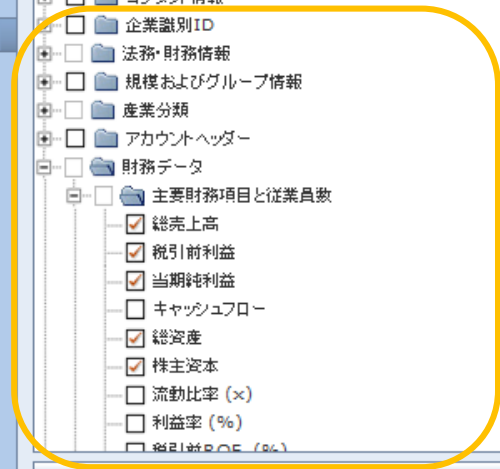 企業識別ID
法務・財務情報
規模およびグループ情報
産業分類
アカウントヘッダー
財務データ
主要財務項目と従業員数
総売上高
税引前利益
当期純利益
キャッシュフロー
総資産
株主資本
流動比率 (x)
利益率 (%)